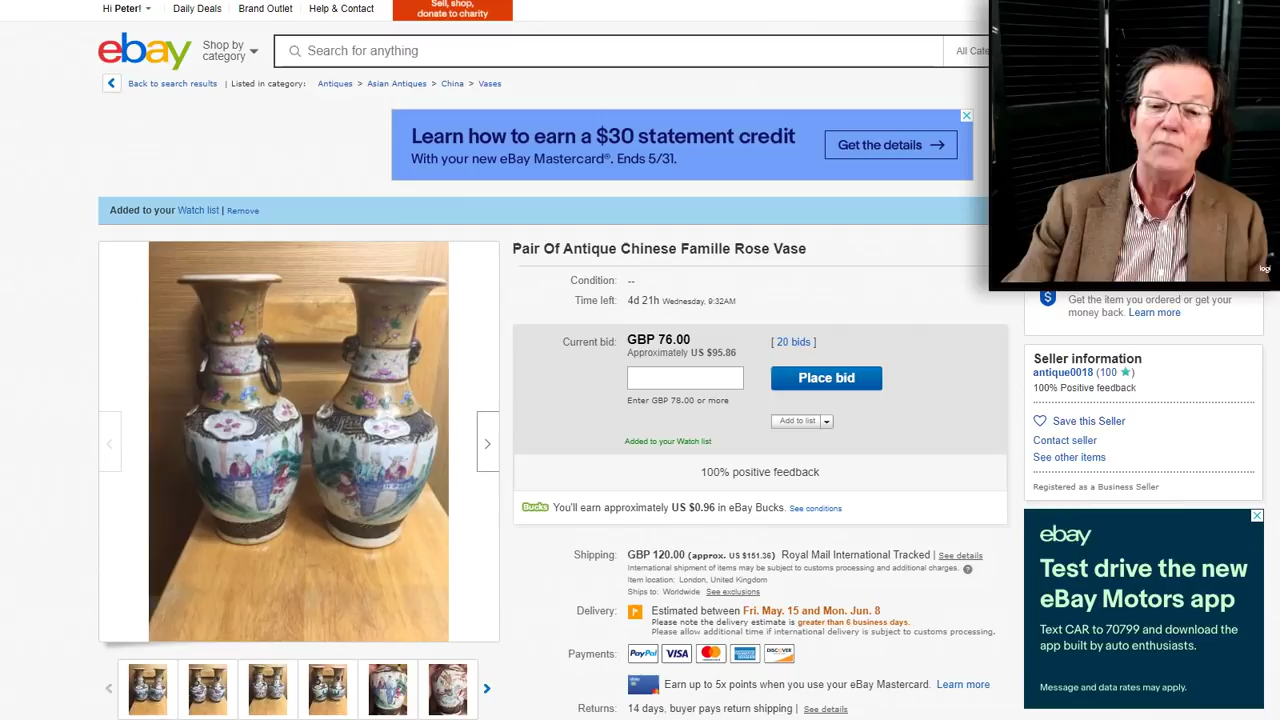 Hi Peter!
Daily Deals
Brand Outlet
Help & Contact
Sell, shop,
donate to charity
ebay
Shop by
category
Search for anything
All Cate
Back to search results | Listed in category:
Antiques > Asian Antiques > China > Vases
Learn how to earn a $30 statement credit
With your new eBay Mastercard®. Ends 5/31.
Get the details →
Added to your Watch list | Remove
Pair Of Antique Chinese Famille Rose Vase
Condition: --
Time left: 4d 21h Wednesday, 9:32AM
Current bid: GBP 76.00 [ 20 bids ]
Approximately US $95.86
Place bid
Enter GBP 78.00 or more
Add to list
Added to your Watch list
100% positive feedback
Bucks You'll earn approximately US $0.96 in eBay Bucks. See conditions
Shipping: GBP 120.00 (approx. US $151.36) Royal Mail International Tracked | See details
International shipment of items may be subject to customs processing and additional charges. ?
Item location: London, United Kingdom
Ships to: Worldwide See exclusions
Delivery: Estimated between Fri. May. 15 and Mon. Jun. 8
Please note the delivery estimate is greater than 6 business days.
Please allow additional time if international delivery is subject to customs processing.
Payments: PayPal VISA MasterCard AMERICAN EXPRESS DISCOVER
Earn up to 5x points when you use your eBay Mastercard. Learn more
Returns: 14 days, buyer pays return shipping | See details
logi
Get the item you ordered or get your
money back. Learn more
Seller information
antique0018 (100 ★)
100% Positive feedback
Save this Seller
Contact seller
See other items
Registered as a Business Seller
ebay
Test drive the new
eBay Motors app
Text CAR to 70799 and download the
app built by auto enthusiasts.
Message and data rates may apply.